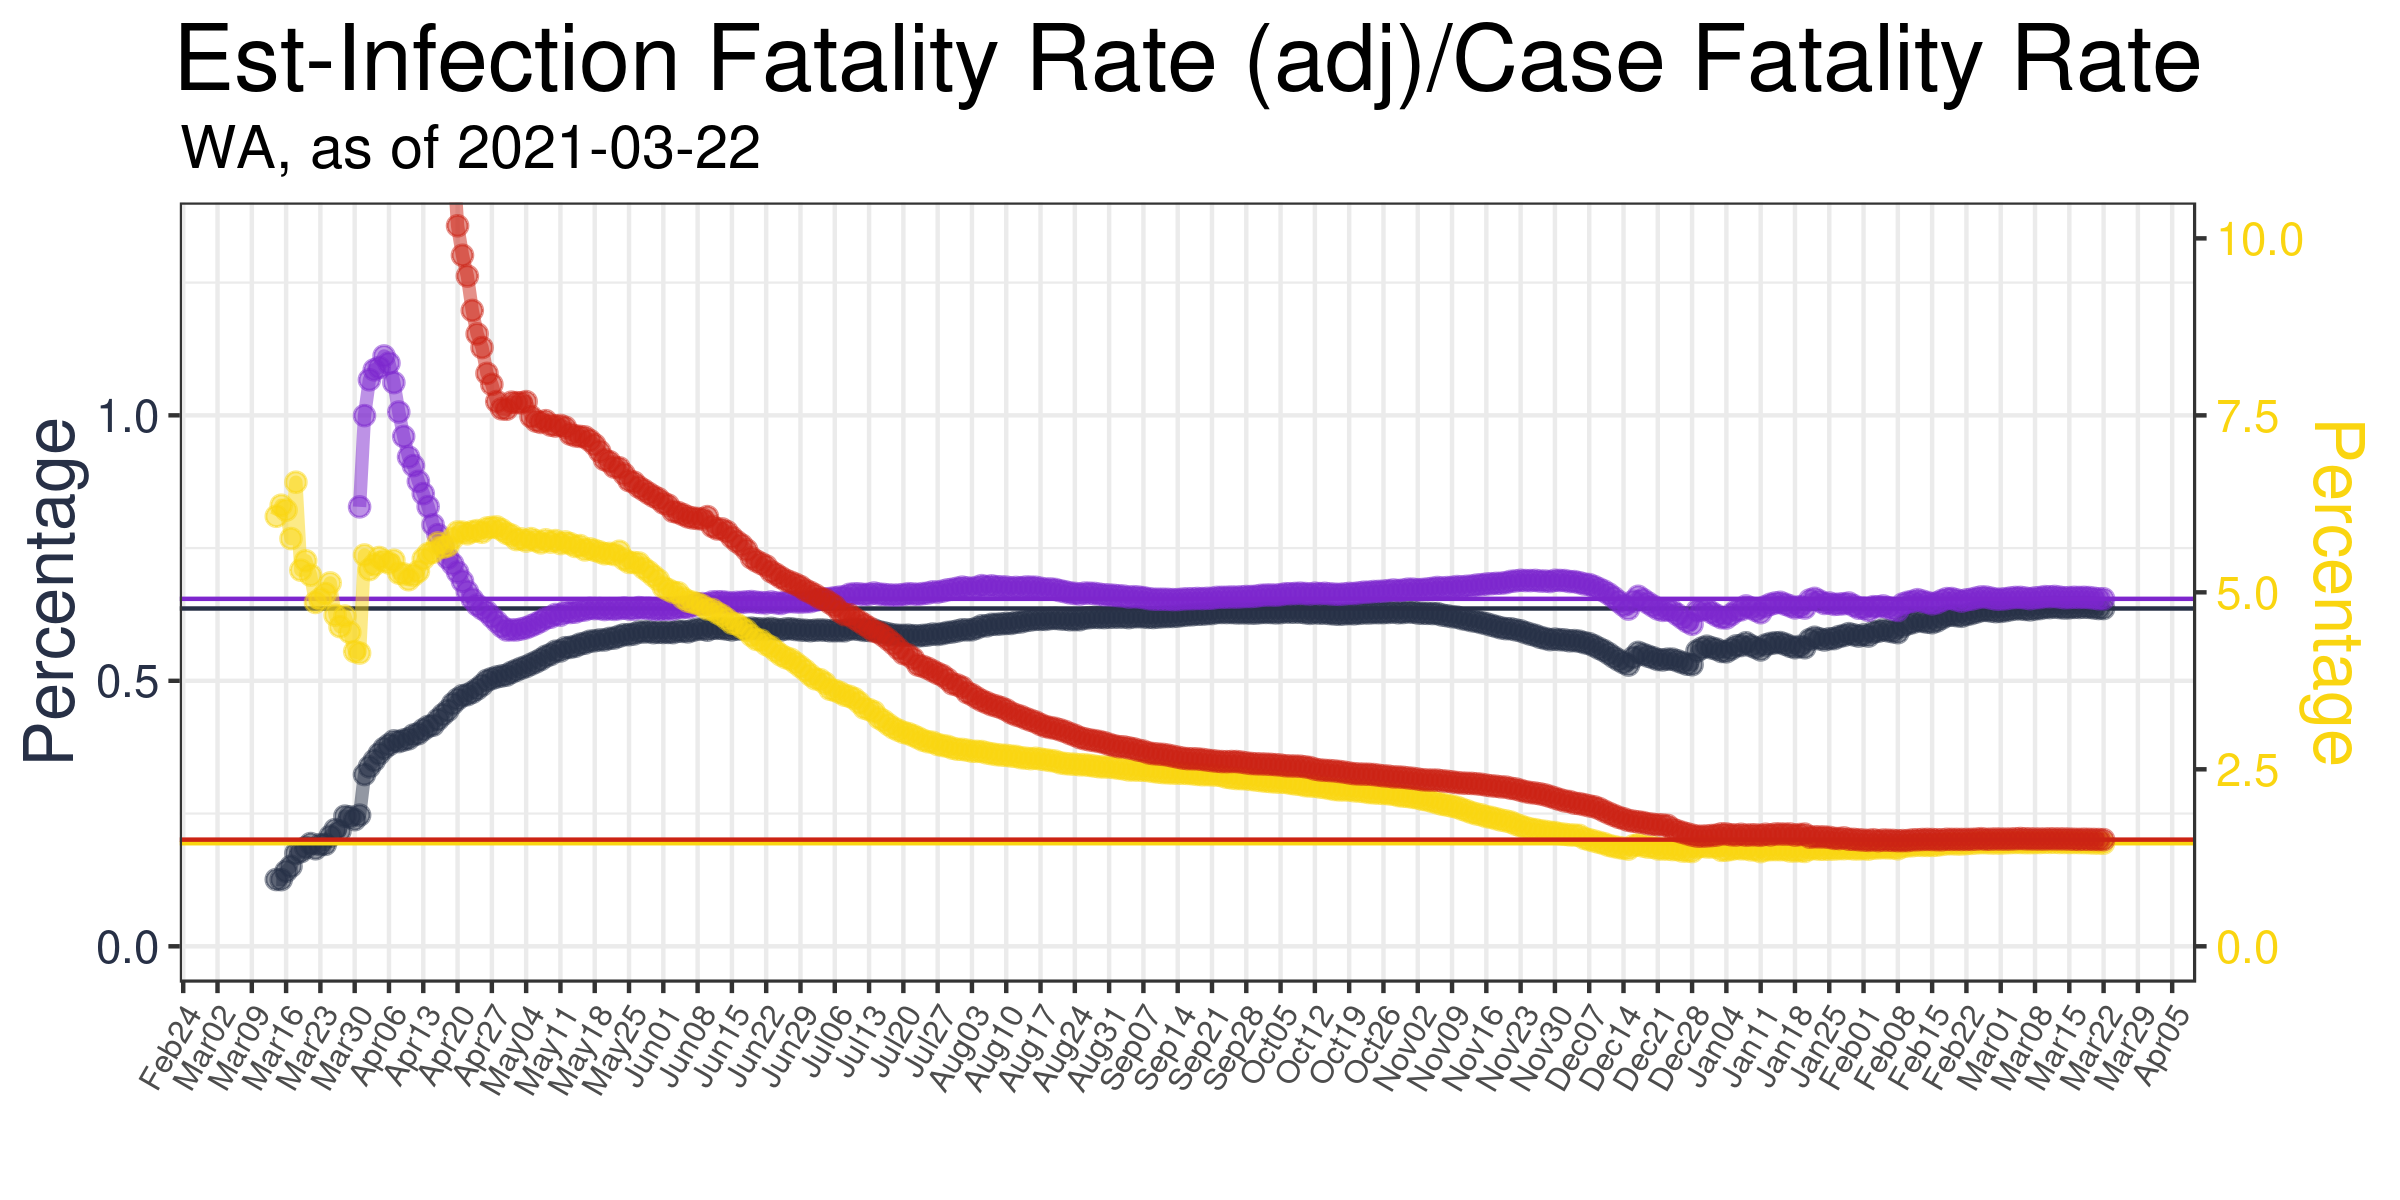 Est-Infection Fatality Rate (adj)/Case Fatality Rate
WA, as of 2021-03-22
Percentage
1.0
0.5
0.0
10.0
7.5
5.0
2.5
0.0
Percentage
Feb24
Mar02
Mar09
Mar16
Mar23
Mar30
Apr06
Apr13
Apr20
Apr27
May04
May11
May18
May25
Jun01
Jun08
Jun15
Jun22
Jun29
Jul06
Jul13
Jul20
Jul27
Aug03
Aug10
Aug17
Aug24
Aug31
Sep07
Sep14
Sep21
Sep28
Oct05
Oct12
Oct19
Oct26
Nov02
Nov09
Nov16
Nov23
Nov30
Dec07
Dec14
Dec21
Dec28
Jan04
Jan11
Jan18
Jan25
Feb01
Feb08
Feb15
Feb22
Mar01
Mar08
Mar15
Mar22
Mar29
Apr05